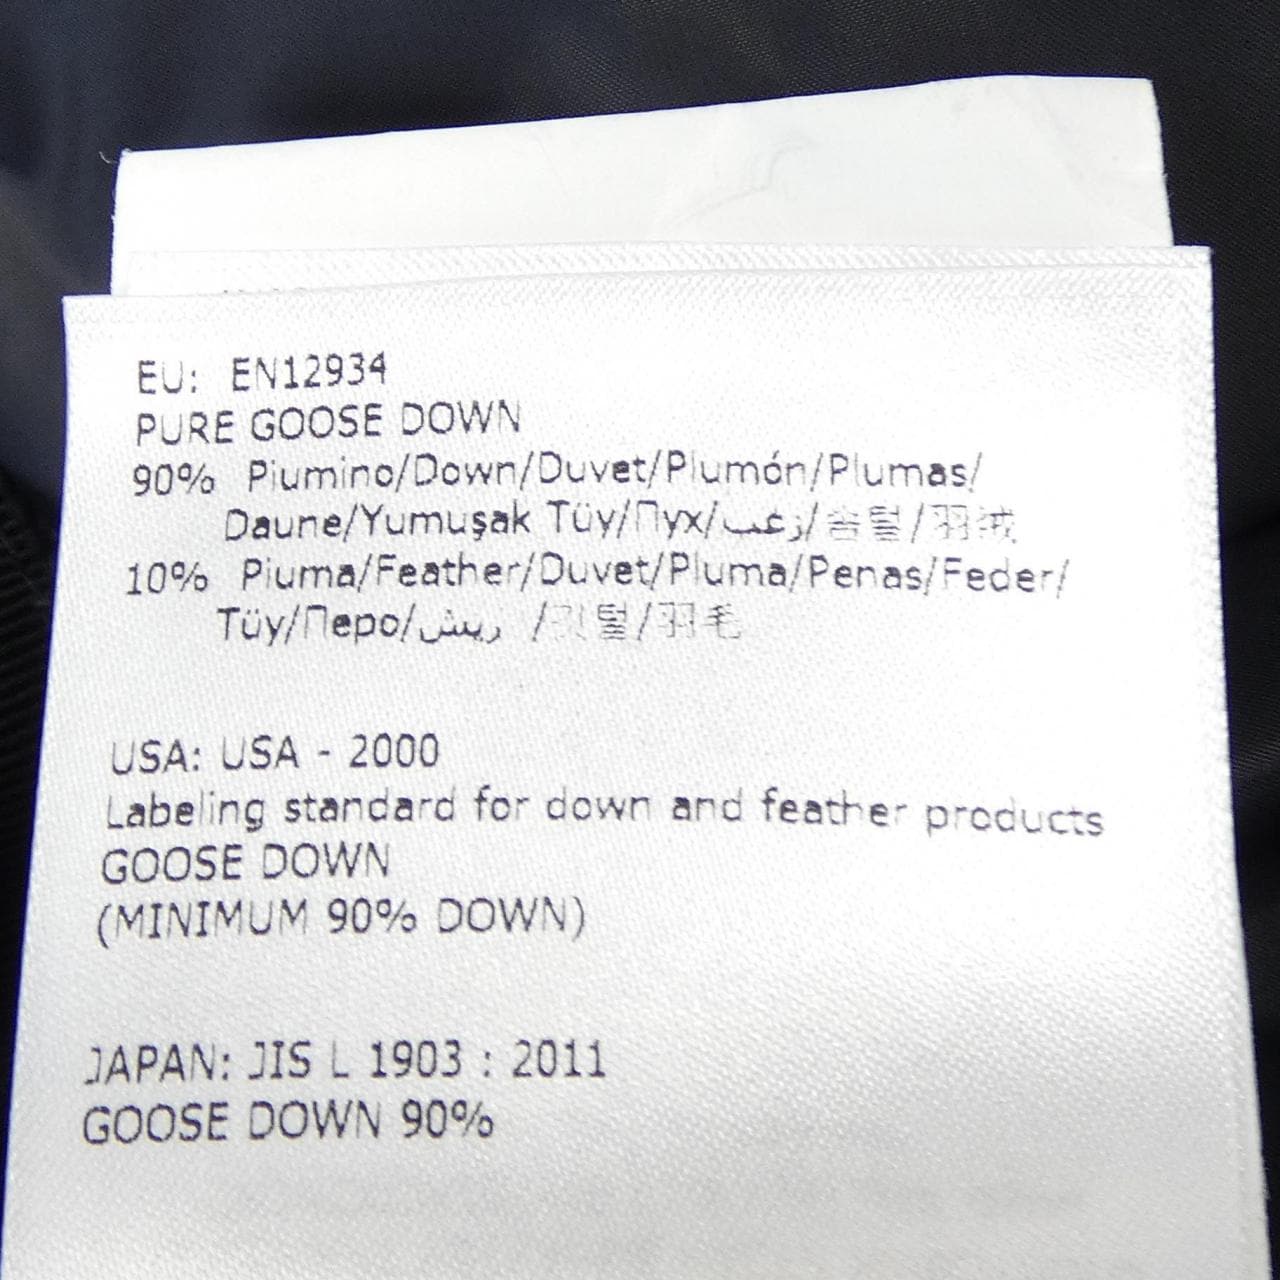 EU: EN12934
PURE GOOSE DOWN
90% Piumino/Down/Duvet/Plumón/Plumas/
Daune/Yumuşak Tüy/Пух/زغب/솜털/羽绒
10% Piuma/Feather/Duvet/Pluma/Penas/Feder/
Tüy/Перо/ريش /깃털/羽毛
USA: USA - 2000
Labeling standard for down and feather products
GOOSE DOWN
(MINIMUM 90% DOWN)
JAPAN: JIS L 1903 : 2011
GOOSE DOWN 90%